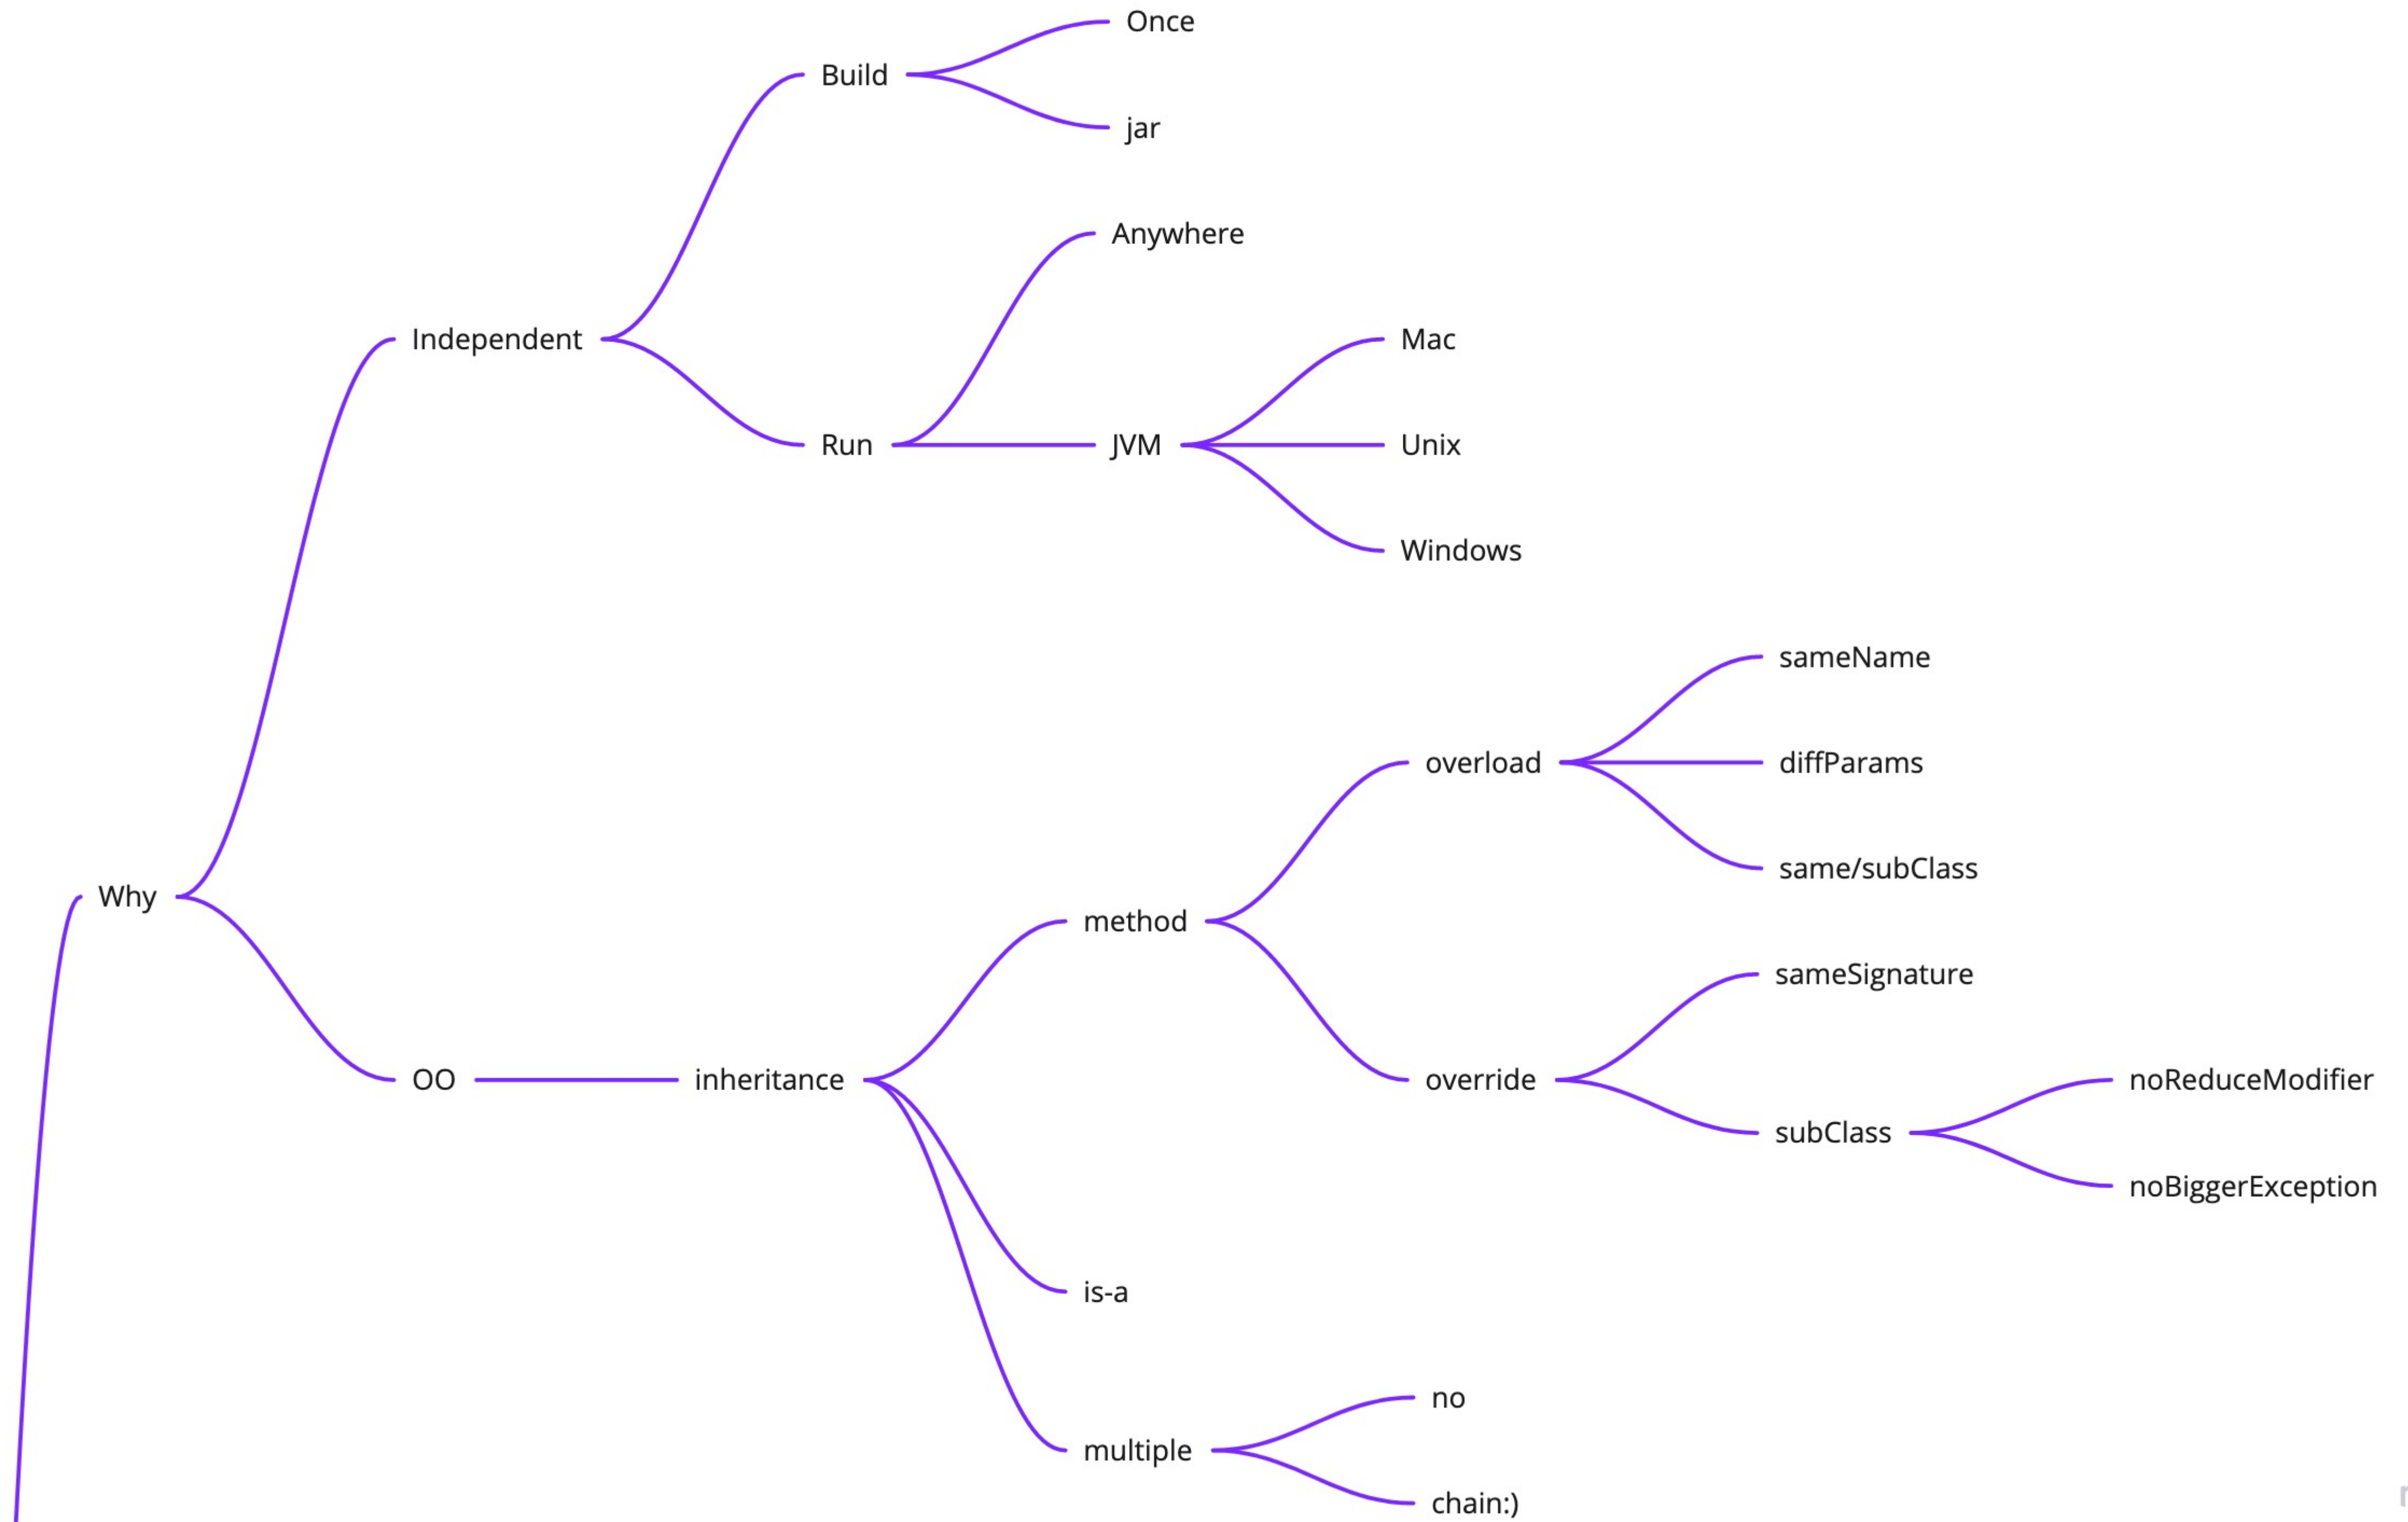 Once
Build
jar
Anywhere
Independent
Mac
Run
JVM
Unix
Windows
sameName
overload
diffParams
same/subClass
Why
method
sameSignature
OO
inheritance
override
noReduceModifier
subClass
noBiggerException
is-a
no
multiple
chain:)